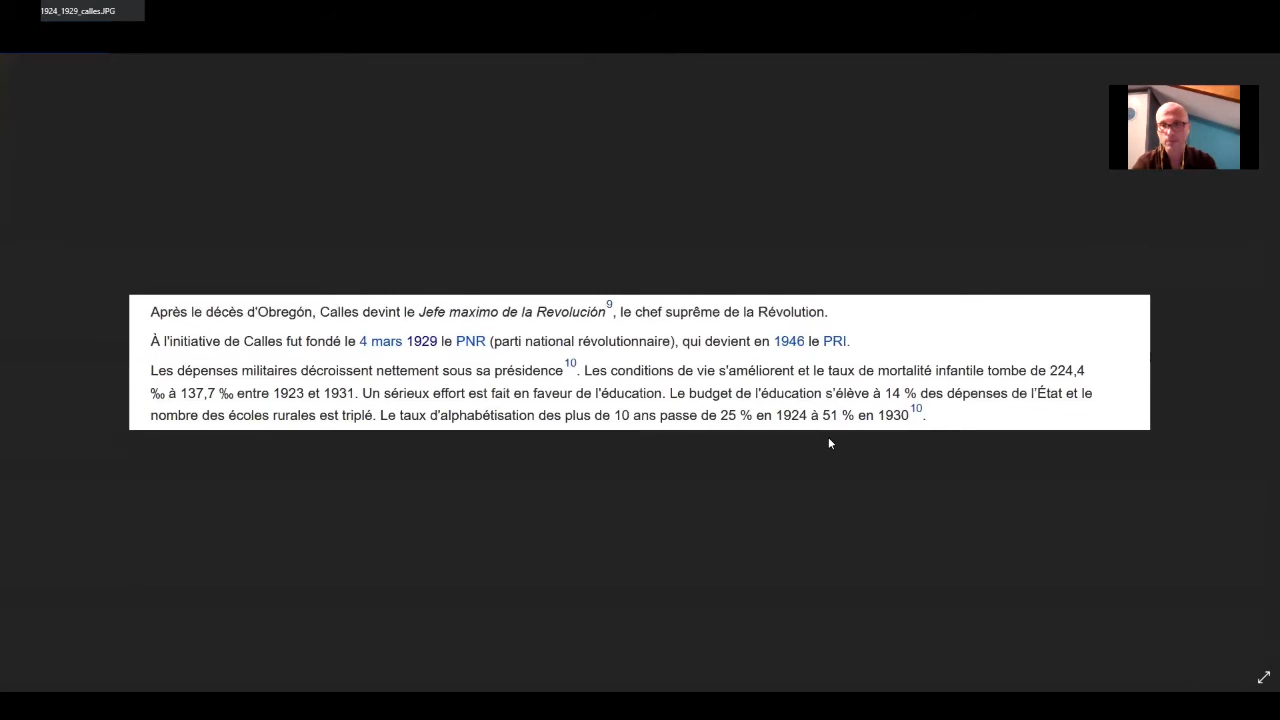 1924_1929_calles.JPG
Après le décès d'Obregón, Calles devint le Jefe maximo de la Revolución9, le chef suprême de la Révolution.
À l'initiative de Calles fut fondé le 4 mars 1929 le PNR (parti national révolutionnaire), qui devient en 1946 le PRI.
Les dépenses militaires décroissent nettement sous sa présidence10. Les conditions de vie s'améliorent et le taux de mortalité infantile tombe de 224,4
‰ à 137,7 ‰ entre 1923 et 1931. Un sérieux effort est fait en faveur de l'éducation. Le budget de l'éducation s’élève à 14 % des dépenses de l’État et le
nombre des écoles rurales est triplé. Le taux d'alphabétisation des plus de 10 ans passe de 25 % en 1924 à 51 % en 193010.